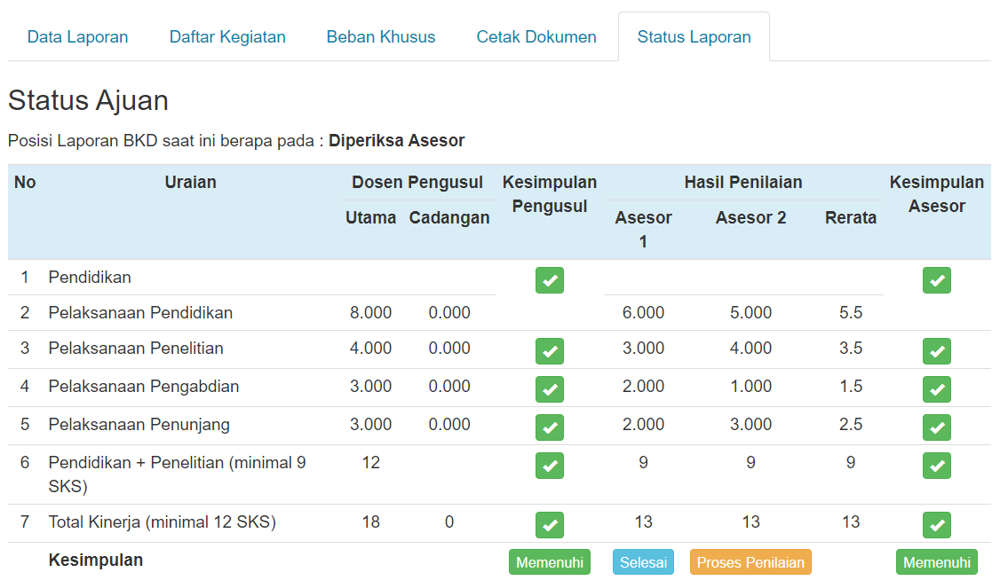 Data Laporan Daftar Kegiatan Beban Khusus Cetak Dokumen Status Laporan
Status Ajuan
Posisi Laporan BKD saat ini berapa pada : Diperiksa Asesor
No Uraian Dosen Pengusul Kesimpulan Pengusul Hasil Penilaian Kesimpulan Asesor
Utama Cadangan Asesor 1 Asesor 2 Rerata
1 Pendidikan
2 Pelaksanaan Pendidikan 8.000 0.000 6.000 5.000 5.5
3 Pelaksanaan Penelitian 4.000 0.000 3.000 4.000 3.5
4 Pelaksanaan Pengabdian 3.000 0.000 2.000 1.000 1.5
5 Pelaksanaan Penunjang 3.000 0.000 2.000 3.000 2.5
6 Pendidikan + Penelitian (minimal 9 SKS) 12 9 9 9
7 Total Kinerja (minimal 12 SKS) 18 0 13 13 13
Kesimpulan Memenuhi Selesai Proses Penilaian Memenuhi